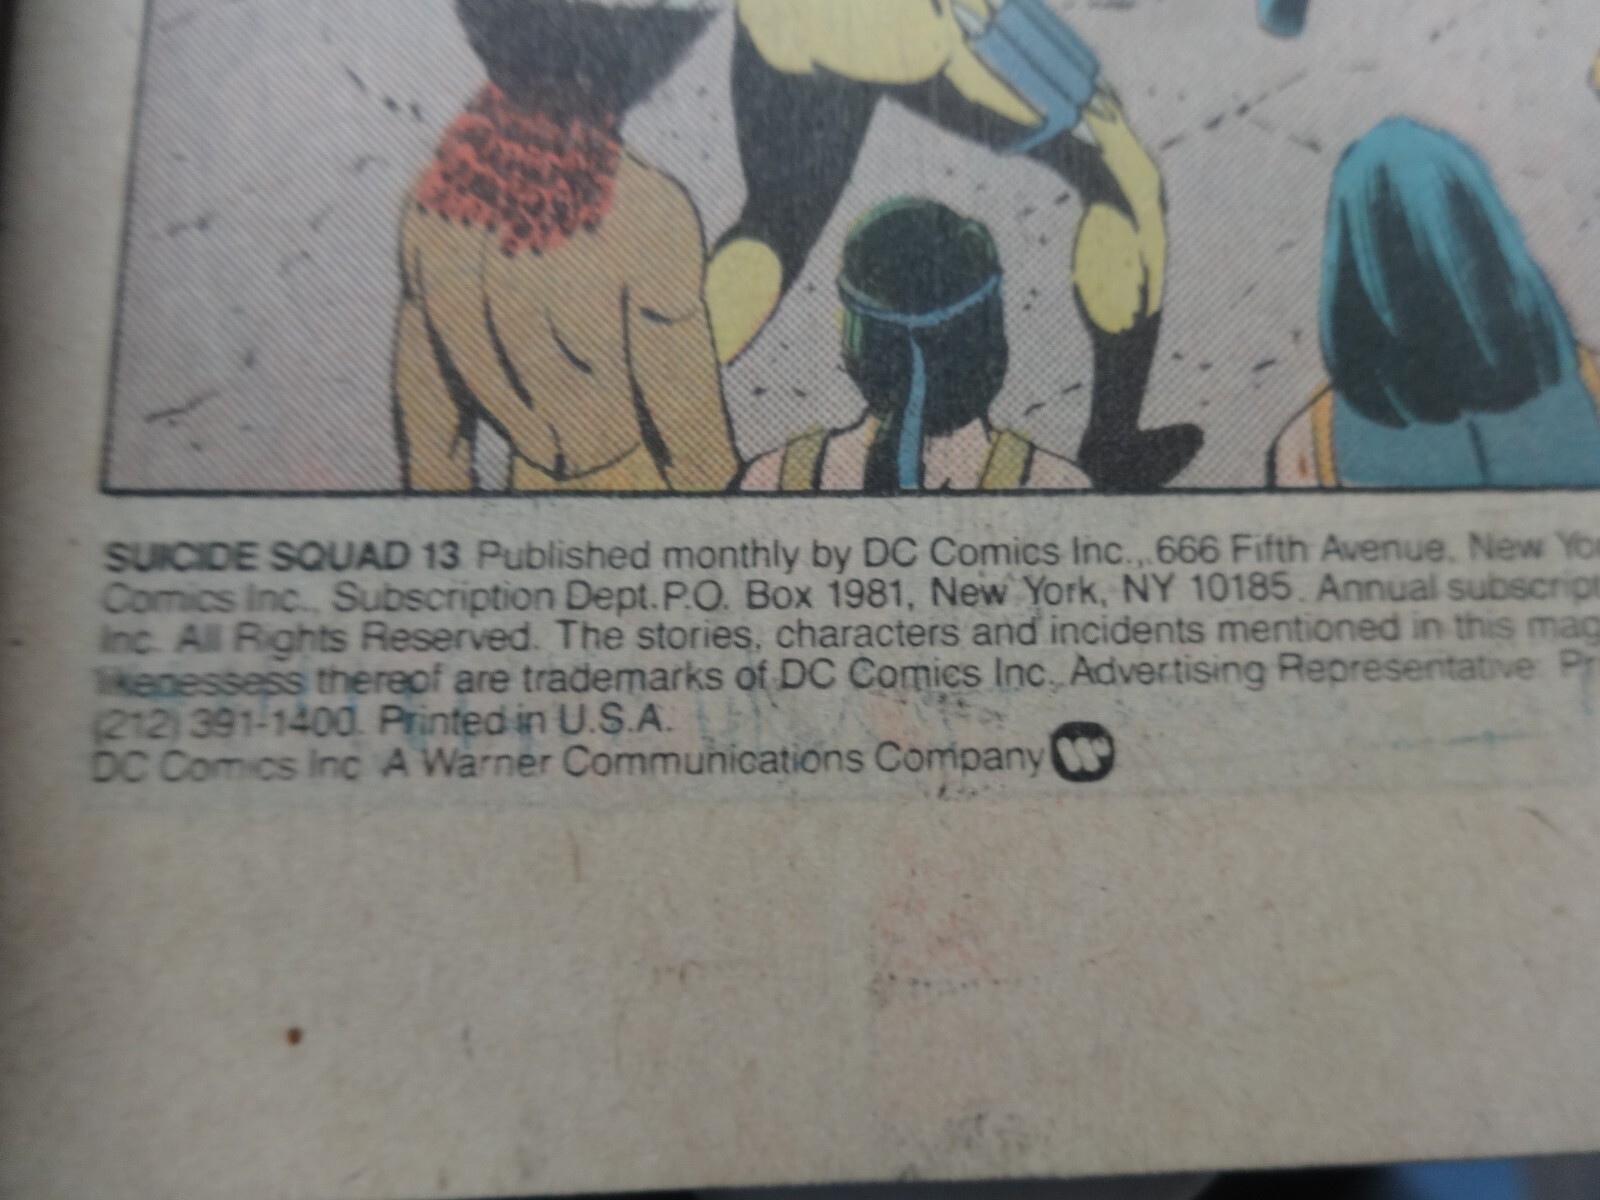 SUICIDE SQUAD 13 Published monthly by DC Comics Inc., 666 Fifth Avenue, New
Comics Inc., Subscription Dept. P.O. Box 1981, New York, NY 10185. Annual
Inc. All Rights Reserved. The stories, characters and incidents mentioned in this
likenessess thereof are trademarks of DC Comics Inc. Advertising Representative:
(212) 391-1400. Printed in U.S.A.
DC Comics Inc. A Warner Communications Company W